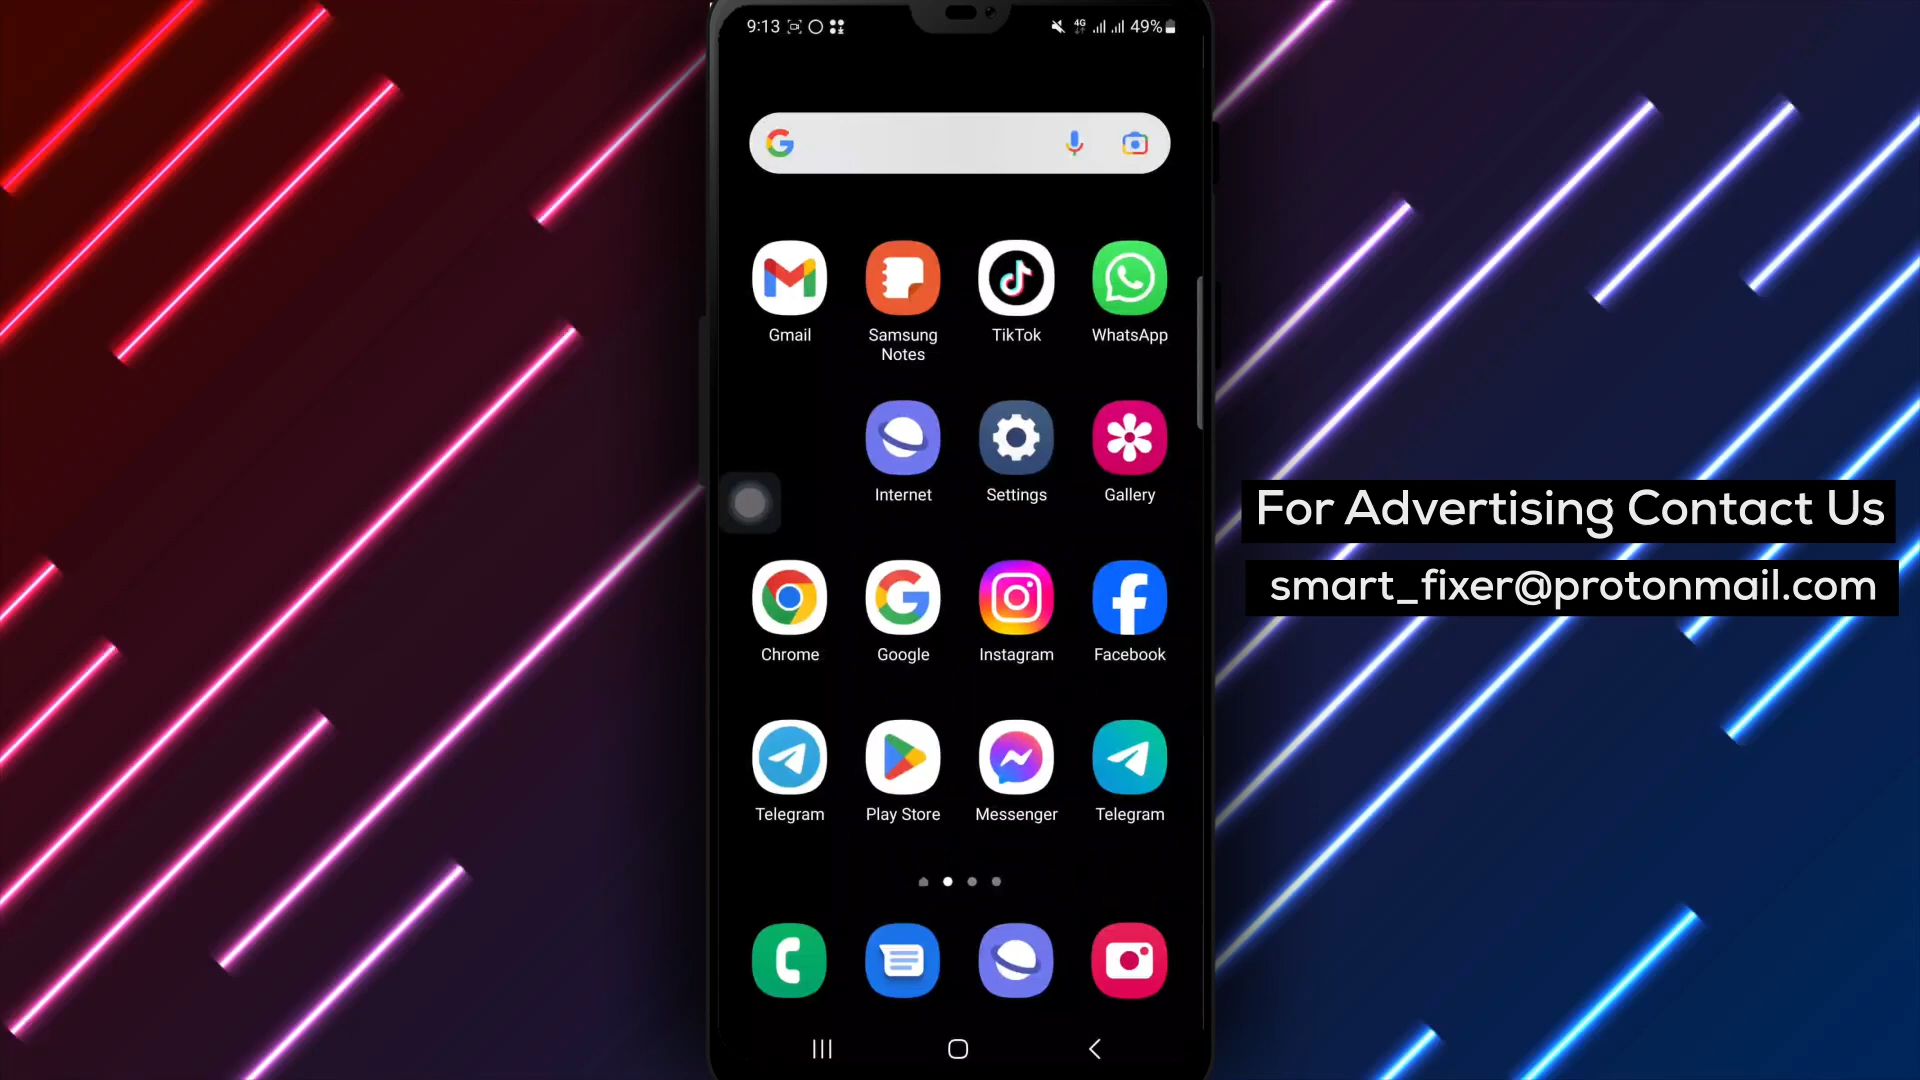 9:13 4G 49%
Gmail Samsung Notes TikTok WhatsApp
Internet Settings Gallery
Chrome Google Instagram Facebook
Telegram Play Store Messenger Telegram
For Advertising Contact Us
smart_fixer@protonmail.com